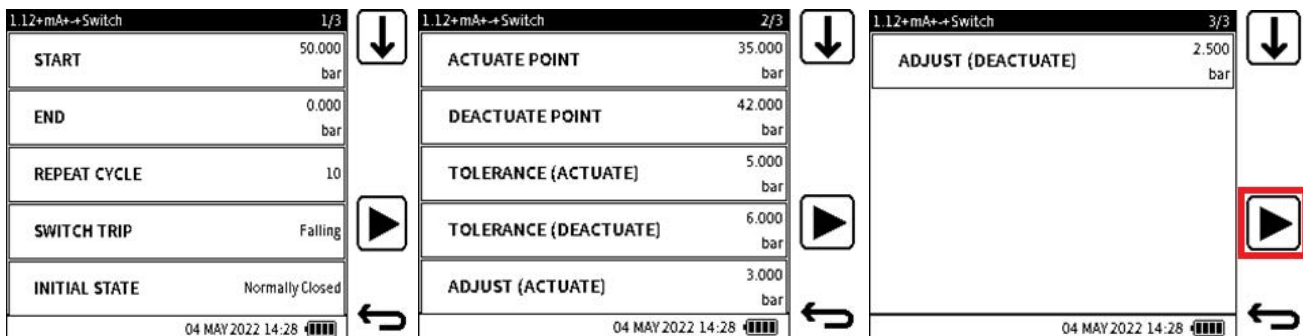 1.12+mA+-+Switch 1/3
START 50.000
bar
END 0.000
bar
REPEAT CYCLE 10
SWITCH TRIP Falling
INITIAL STATE Normally Closed
04 MAY 2022 14:28
1.12+mA+-+Switch 2/3
ACTUATE POINT 35.000
bar
DEACTUATE POINT 42.000
bar
TOLERANCE (ACTUATE) 5.000
bar
TOLERANCE (DEACTUATE) 6.000
bar
ADJUST (ACTUATE) 3.000
bar
04 MAY 2022 14:28
1.12+mA+-+Switch 3/3
ADJUST (DEACTUATE) 2.500
bar
04 MAY 2022 14:28